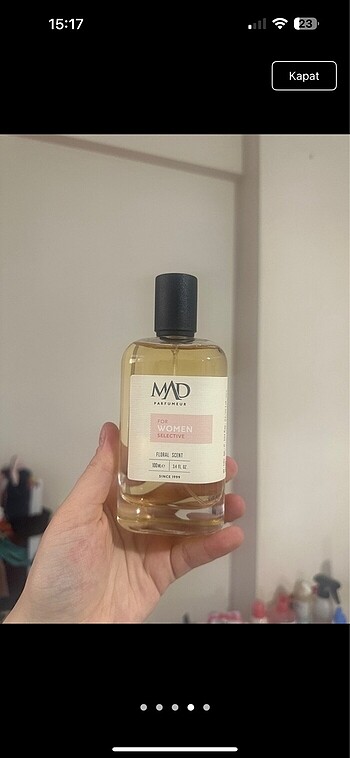 15:17
23
Kapat
MAD
PARFUMEUR
FOR
WOMEN
SELECTIVE
FLORAL SCENT
100ML℮ 3.4 FL OZ
SINCE 1999